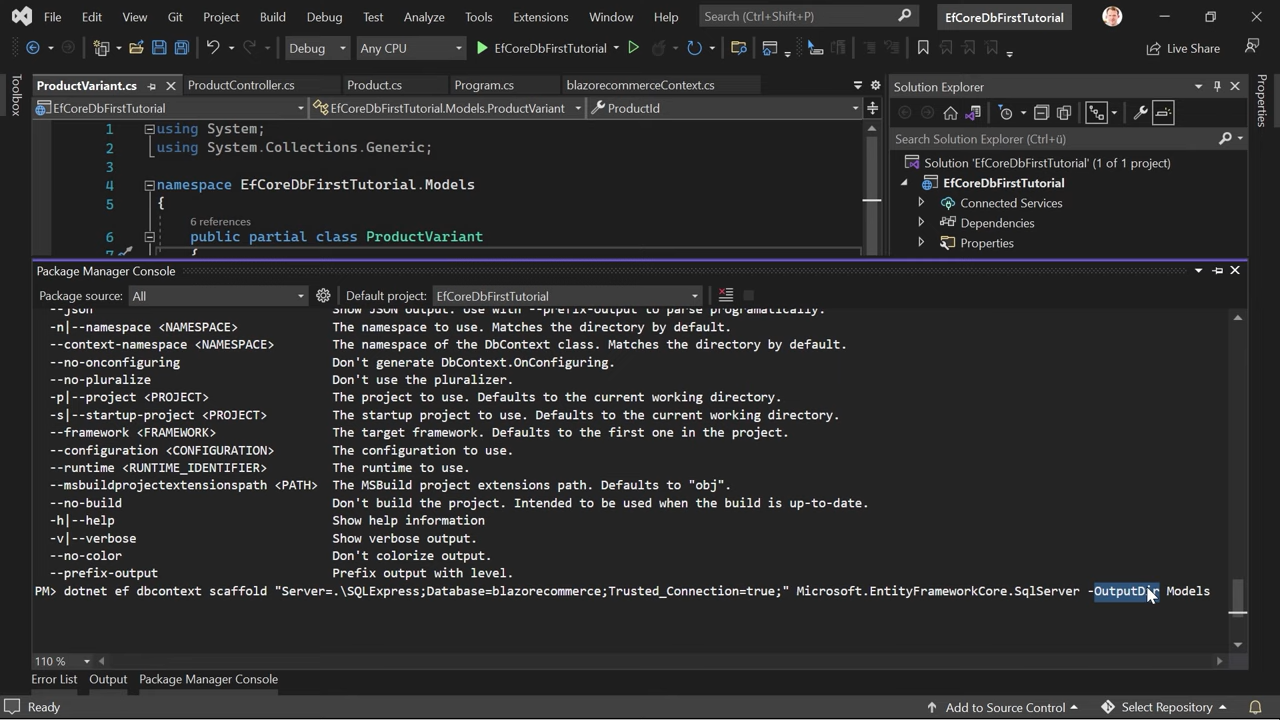 File Edit View Git Project Build Debug Test Analyze Tools Extensions Window Help Search (Ctrl+Shift+P) EfCoreDbFirstTutorial
Debug Any CPU EfCoreDbFirstTutorial Live Share
Toolbox
ProductVariant.cs ProductController.cs Product.cs Program.cs blazorecommerceContext.cs
EfCoreDbFirstTutorial EfCoreDbFirstTutorial.Models.ProductVariant ProductId
1 using System;
2 using System.Collections.Generic;
3
4 namespace EfCoreDbFirstTutorial.Models
5 {
6 references
6 public partial class ProductVariant
7 {
Solution Explorer
Search Solution Explorer (Ctrl+ü)
Solution 'EfCoreDbFirstTutorial' (1 of 1 project)
EfCoreDbFirstTutorial
Connected Services
Dependencies
Properties
Properties
Package Manager Console
Package source: All Default project: EfCoreDbFirstTutorial
--json Show JSON output. Use with --prefix-output to parse programatically.
-n|--namespace <NAMESPACE> The namespace to use. Matches the directory by default.
--context-namespace <NAMESPACE> The namespace of the DbContext class. Matches the directory by default.
--no-onconfiguring Don't generate DbContext.OnConfiguring.
--no-pluralize Don't use the pluralizer.
-p|--project <PROJECT> The project to use. Defaults to the current working directory.
-s|--startup-project <PROJECT> The startup project to use. Defaults to the current working directory.
--framework <FRAMEWORK> The target framework. Defaults to the first one in the project.
--configuration <CONFIGURATION> The configuration to use.
--runtime <RUNTIME_IDENTIFIER> The runtime to use.
--msbuildprojectextensionspath <PATH> The MSBuild project extensions path. Defaults to "obj".
--no-build Don't build the project. Intended to be used when the build is up-to-date.
-h|--help Show help information
-v|--verbose Show verbose output.
--no-color Don't colorize output.
--prefix-output Prefix output with level.
PM> dotnet ef dbcontext scaffold "Server=.\SQLExpress;Database=blazorecommerce;Trusted_Connection=true;" Microsoft.EntityFrameworkCore.SqlServer -OutputDir Models
110 %
Error List Output Package Manager Console
Ready Add to Source Control Select Repository